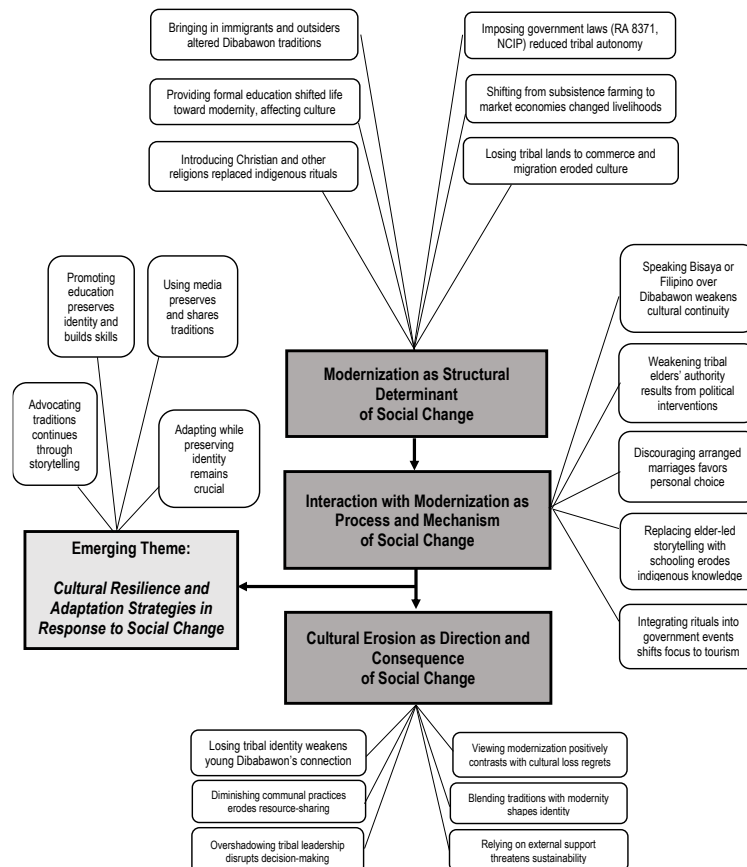 Bringing in immigrants and outsiders
altered Dibabawon traditions
Imposing government laws (RA 8371,
NCIP) reduced tribal autonomy
Providing formal education shifted life
toward modernity, affecting culture
Shifting from subsistence farming to
market economies changed livelihoods
Introducing Christian and other
religions replaced indigenous rituals
Losing tribal lands to commerce and
migration eroded culture
Promoting
education
preserves
identity and
builds skills
Using media
preserves
and shares
traditions
Advocating
traditions
continues
through
storytelling
Adapting while
preserving
identity
remains
crucial
Speaking Bisaya or
Filipino over
Dibabawon weakens
cultural continuity
Weakening tribal
elders' authority
results from political
interventions
Discouraging arranged
marriages favors
personal choice
Replacing elder-led
storytelling with
schooling erodes
indigenous knowledge
Integrating rituals into
government events
shifts focus to tourism
Modernization as Structural
Determinant
of Social Change
Interaction with Modernization as
Process and Mechanism
of Social Change
Emerging Theme:
Cultural Resilience and
Adaptation Strategies in
Response to Social Change
Cultural Erosion as Direction and
Consequence
of Social Change
Losing tribal identity weakens
young Dibabawon's connection
Viewing modernization positively
contrasts with cultural loss regrets
Diminishing communal practices
erodes resource-sharing
Blending traditions with modernity
shapes identity
Overshadowing tribal leadership
disrupts decision-making
Relying on external support
threatens sustainability